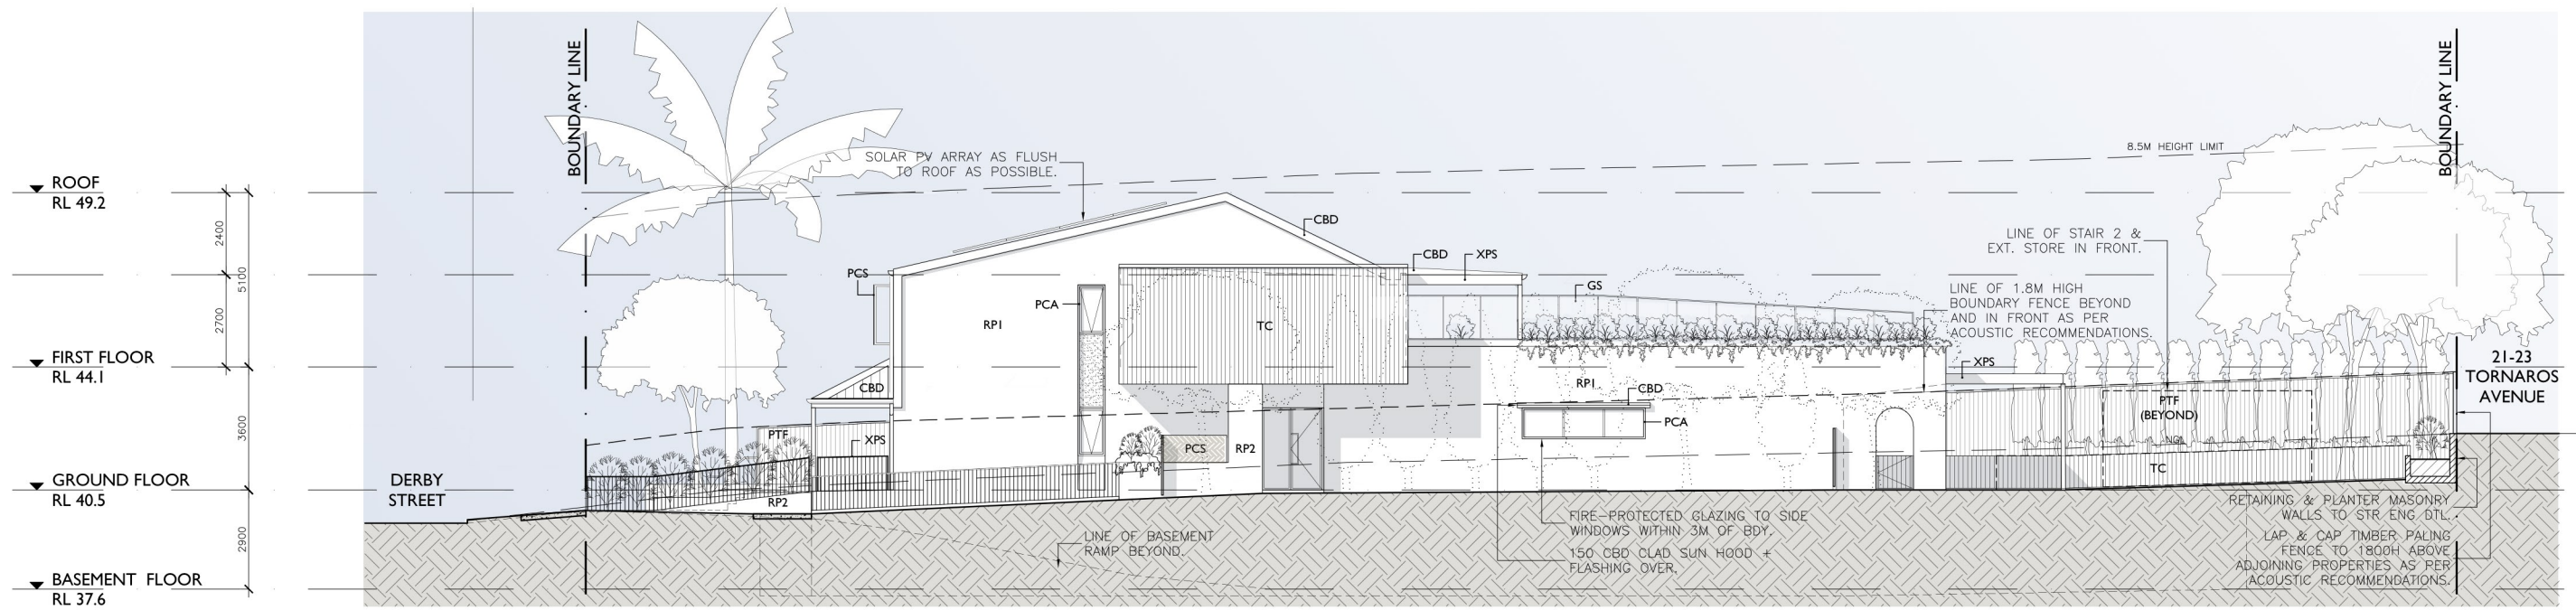 BOUNDARY LINE
BOUNDARY LINE
8.5M HEIGHT LIMIT
SOLAR PV ARRAY AS FLUSH
TO ROOF AS POSSIBLE.
ROOF
RL 49.2
2400
5100
2700
CBD
CBD
XPS
LINE OF STAIR 2 &
EXT. STORE IN FRONT.
PCS
GS
LINE OF 1.8M HIGH
BOUNDARY FENCE BEYOND
AND IN FRONT AS PER
ACOUSTIC RECOMMENDATIONS.
PCA
RP1
TC
FIRST FLOOR
RL 44.1
XPS
21-23
TORNAROS
AVENUE
CBD
RP1
CBD
PTF
(BEYOND)
PCA
3600
PTF
XPS
PCS
RP2
NGL
TC
GROUND FLOOR
RL 40.5
DERBY
STREET
RP2
RETAINING & PLANTER MASONRY
WALLS TO STR ENG DTL.
FIRE-PROTECTED GLAZING TO SIDE
WINDOWS WITHIN 3M OF BDY.
2900
LINE OF BASEMENT
RAMP BEYOND.
150 CBD CLAD SUN HOOD +
FLASHING OVER.
LAP & CAP TIMBER PALING
FENCE TO 1800H ABOVE
ADJOINING PROPERTIES AS PER
ACOUSTIC RECOMMENDATIONS.
BASEMENT FLOOR
RL 37.6